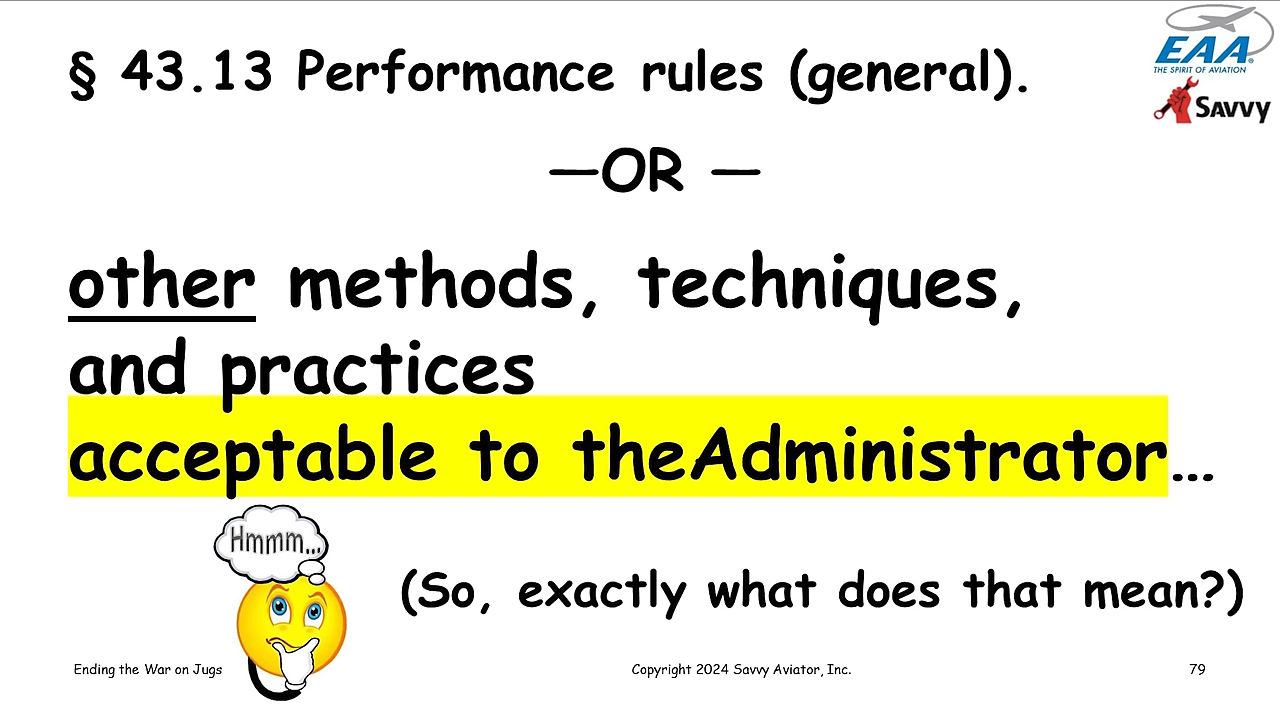 § 43.13 Performance rules (general).
EAA
THE SPIRIT OF AVIATION
SAVVY
—OR —
other methods, techniques,
and practices
acceptable to theAdministrator…
Hmmm...
(So, exactly what does that mean?)
Ending the War on Jugs
Copyright 2024 Savvy Aviator, Inc.
79